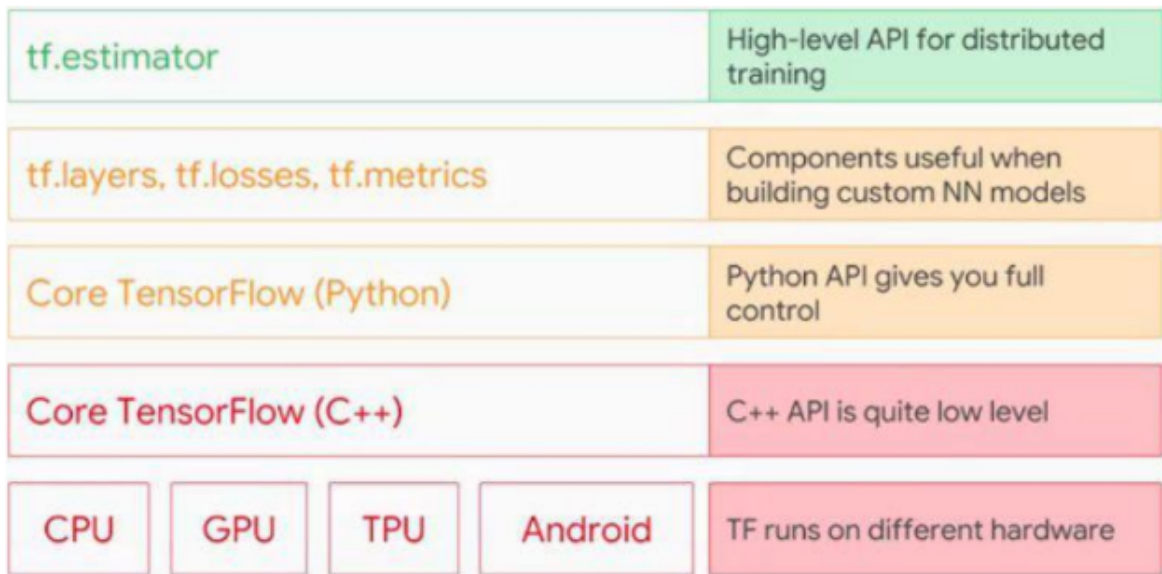 tf.estimator
High-level API for distributed
training
tf.layers, tf.losses, tf.metrics
Components useful when
building custom NN models
Core TensorFlow (Python)
Python API gives you full
control
Core TensorFlow (C++)
C++ API is quite low level
CPU
GPU
TPU
Android
TF runs on different hardware